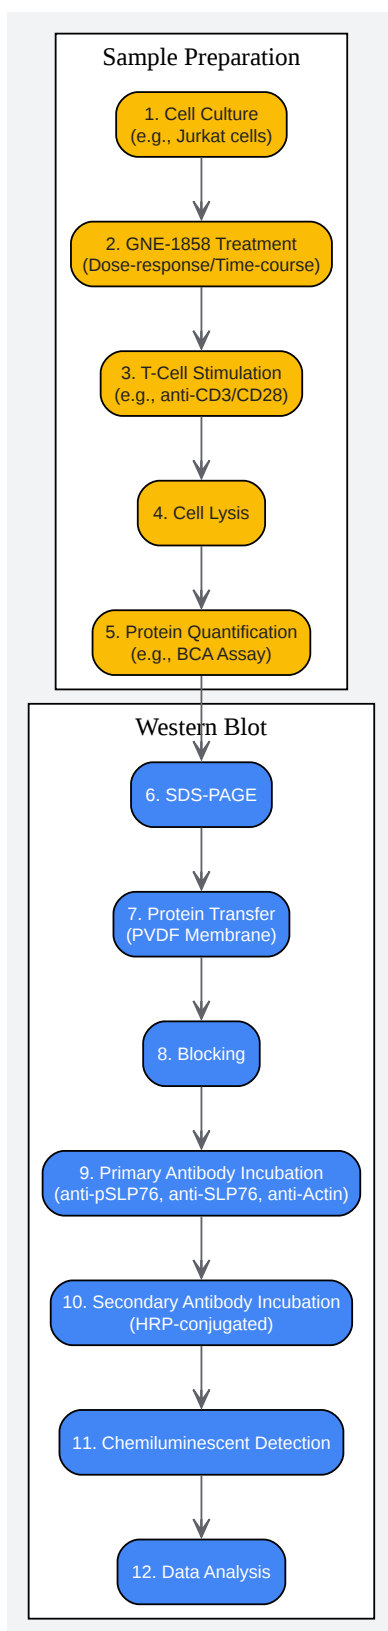 Sample Preparation
1. Cell Culture
(e.g., Jurkat cells)
2. GNE-1858 Treatment
(Dose-response/Time-course)
3. T-Cell Stimulation
(e.g., anti-CD3/CD28)
4. Cell Lysis
5. Protein Quantification
(e.g., BCA Assay)
Western Blot
6. SDS-PAGE
7. Protein Transfer
(PVDF Membrane)
8. Blocking
9. Primary Antibody Incubation
(anti-pSLP76, anti-SLP76, anti-Actin)
10. Secondary Antibody Incubation
(HRP-conjugated)
11. Chemiluminescent Detection
12. Data Analysis